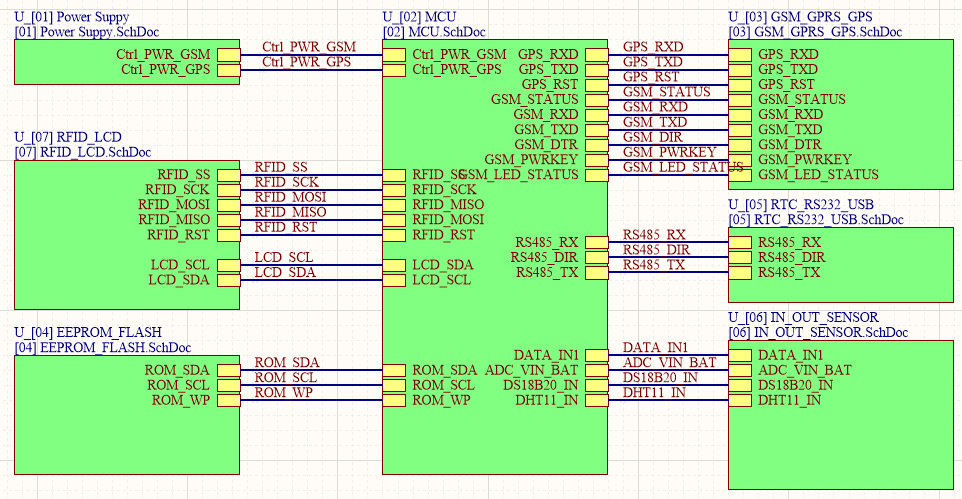 U_[01] Power Suppy
[01] Power Suppy.SchDoc
Ctrl_PWR_GSM
Ctrl_PWR_GPS
Ctrl_PWR_GSM
Ctrl_PWR_GPS
U_[07] RFID_LCD
[07] RFID_LCD.SchDoc
RFID_SS
RFID_SCK
RFID_MOSI
RFID_MISO
RFID_RST
LCD_SCL
LCD_SDA
RFID_SS
RFID_SCK
RFID_MOSI
RFID_MISO
RFID_RST
LCD_SCL
LCD_SDA
U_[04] EEPROM_FLASH
[04] EEPROM_FLASH.SchDoc
ROM_SDA
ROM_SCL
ROM_WP
ROM_SDA
ROM_SCL
ROM_WP
U_[02] MCU
[02] MCU.SchDoc
Ctrl_PWR_GSM
Ctrl_PWR_GPS
RFID_SS
RFID_SCK
RFID_MISO
RFID_MOSI
RFID_RST
LCD_SDA
LCD_SCL
ROM_SDA
ROM_SCL
ROM_WP
GPS_RXD
GPS_TXD
GPS_RST
GSM_STATUS
GSM_RXD
GSM_TXD
GSM_DTR
GSM_PWRKEY
GSM_LED_STATUS
RS485_RX
RS485_DIR
RS485_TX
DATA_IN1
ADC_VIN_BAT
DS18B20_IN
DHT11_IN
GPS_RXD
GPS_TXD
GPS_RST
GSM_STATUS
GSM_RXD
GSM_TXD
GSM_DIR
GSM_PWRKEY
GSM_LED_STATUS
RS485_RX
RS485_DIR
RS485_TX
DATA_IN1
ADC_VIN_BAT
DS18B20_IN
DHT11_IN
U_[03] GSM_GPRS_GPS
[03] GSM_GPRS_GPS.SchDoc
GPS_RXD
GPS_TXD
GPS_RST
GSM_STATUS
GSM_RXD
GSM_TXD
GSM_DTR
GSM_PWRKEY
GSM_LED_STATUS
U_[05] RTC_RS232_USB
[05] RTC_RS232_USB.SchDoc
RS485_RX
RS485_DIR
RS485_TX
U_[06] IN_OUT_SENSOR
[06] IN_OUT_SENSOR.SchDoc
DATA_IN1
ADC_VIN_BAT
DS18B20_IN
DHT11_IN